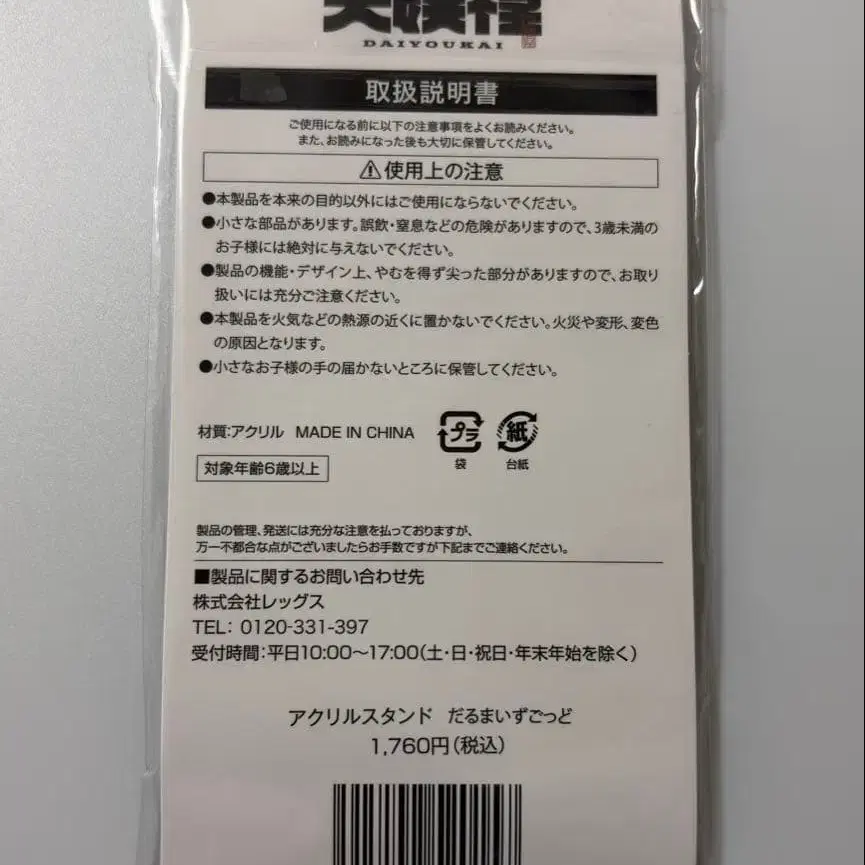 大妖怪
DAIYOUKAI
取扱説明書
ご使用になる前に以下の注意事項をよくお読みください。
また、お読みになった後も大切に保管してください。
⚠使用上の注意
●本製品を本来の目的以外にはご使用にならないでください。
●小さな部品があります。誤飲・窒息などの危険がありますので、3歳未満の
お子様には絶対に与えないでください。
●製品の機能・デザイン上、やむを得ず尖った部分がありますので、お取り
扱いには充分ご注意ください。
●本製品を火気などの熱源の近くに置かないでください。火災や変形、変色
の原因となります。
●小さなお子様の手の届かないところに保管してください。
材質:アクリル MADE IN CHINA
プラ 紙
袋 台紙
対象年齢6歳以上
製品の管理、発送には充分な注意を払っておりますが、
万一不都合な点がございましたらお手数ですが下記までご連絡ください。
■製品に関するお問い合わせ先
株式会社レッグス
TEL: 0120-331-397
受付時間:平日10:00～17:00(土・日・祝日・年末年始を除く)
アクリルスタンド だるまいずごっど
1,760円(税込)